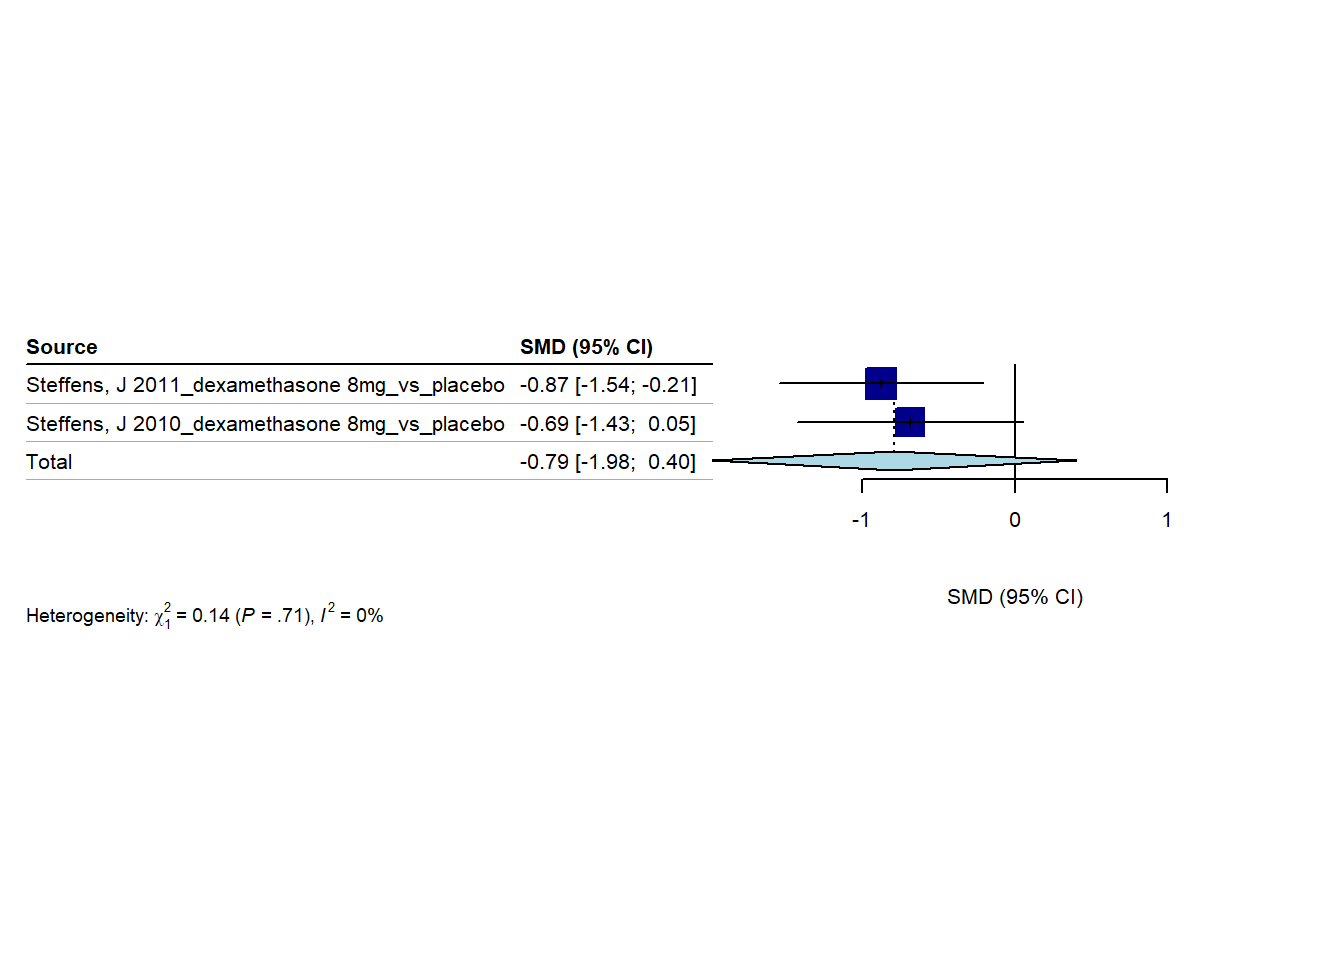 Source SMD (95% CI)
Steffens, J 2011_dexamethasone 8mg_vs_placebo -0.87 [-1.54; -0.21]
Steffens, J 2010_dexamethasone 8mg_vs_placebo -0.69 [-1.43;  0.05]
Total -0.79 [-1.98;  0.40]
-1 0 1
SMD (95% CI)
Heterogeneity: χ²₁ = 0.14 (P = .71), I² = 0%